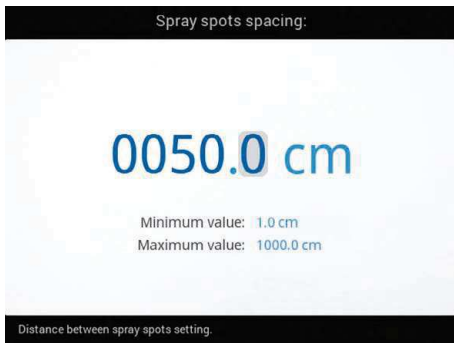 Spray spots spacing:
0050.0 cm
Minimum value: 1.0 cm
Maximum value: 1000.0 cm
Distance between spray spots setting.